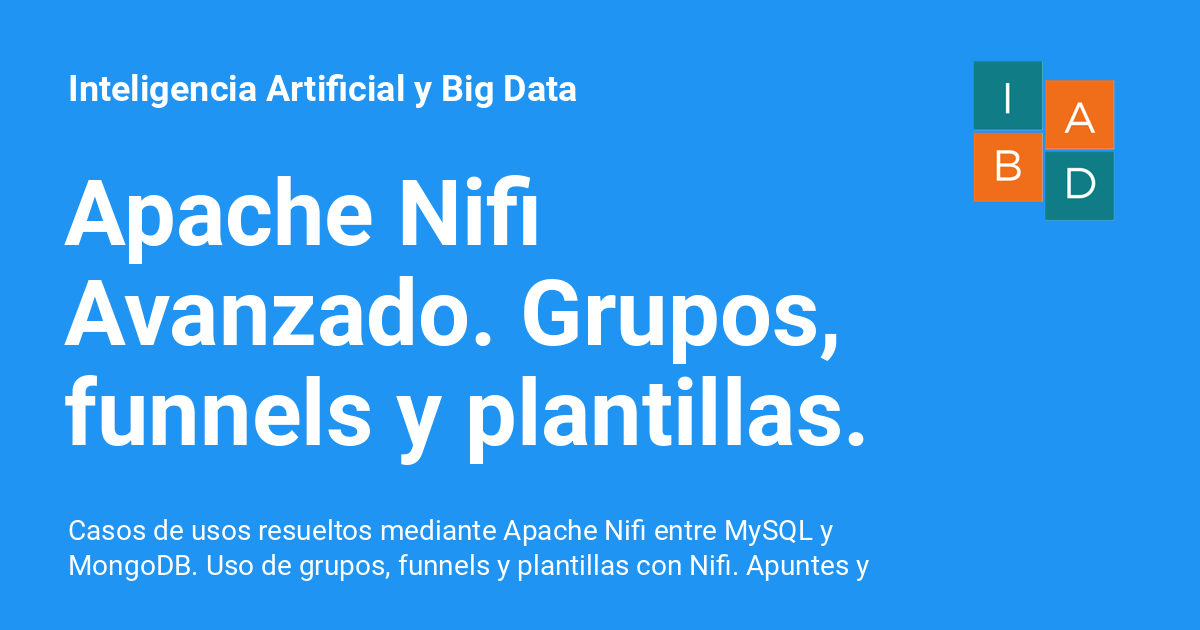 Inteligencia Artificial y Big Data
I
A
B
D
Apache Nifi
Avanzado. Grupos,
funnels y plantillas.
Casos de usos resueltos mediante Apache Nifi entre MySQL y
MongoDB. Uso de grupos, funnels y plantillas con Nifi. Apuntes y